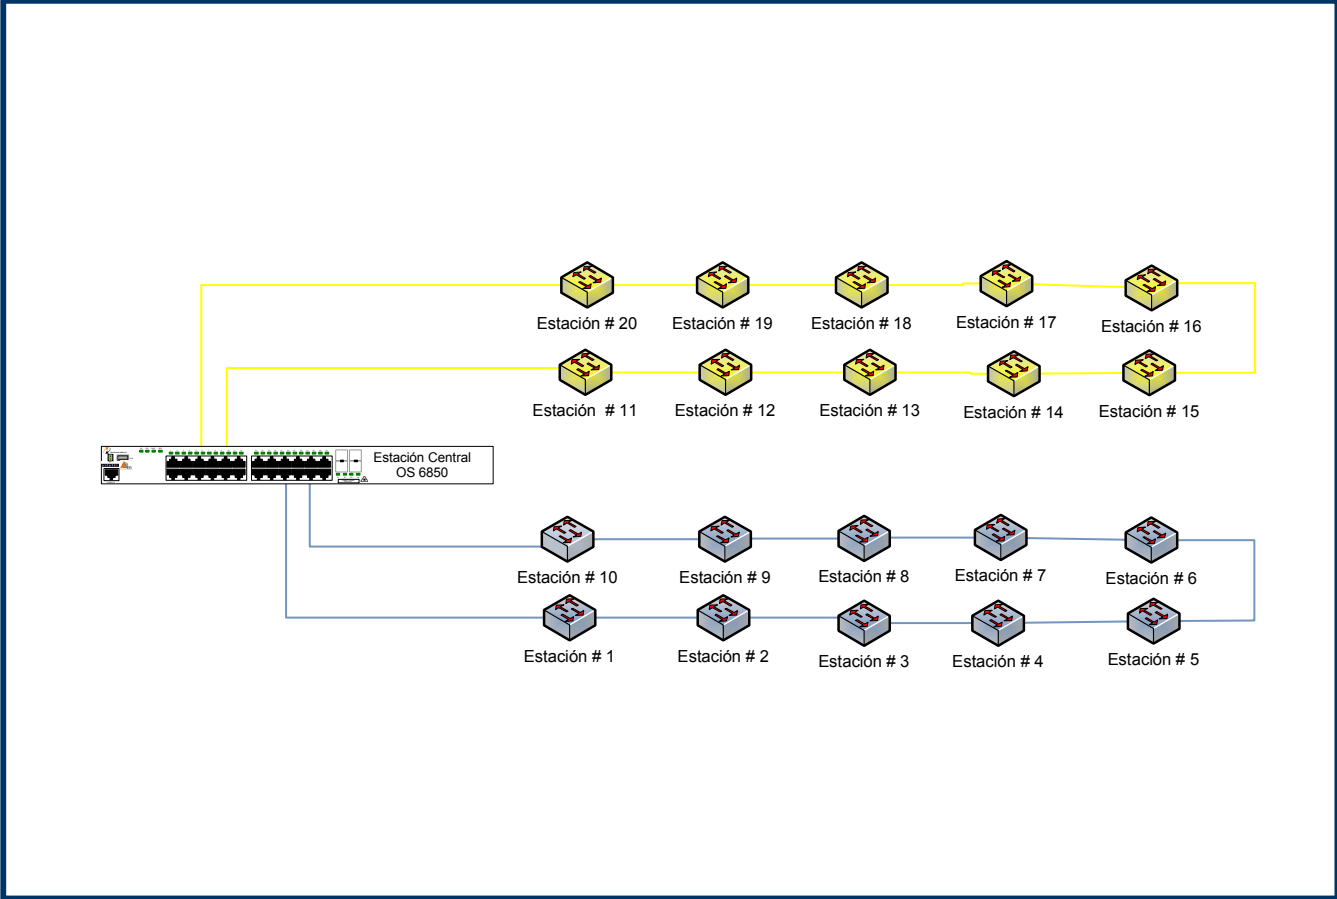 Estación # 20
Estación # 19
Estación # 18
Estación # 17
Estación # 16
Estación  # 11
Estación # 12
Estación # 13
Estación # 14
Estación # 15
Estación Central
OS 6850
Estación # 10
Estación # 9
Estación # 8
Estación # 7
Estación # 6
Estación # 1
Estación # 2
Estación # 3
Estación # 4
Estación # 5